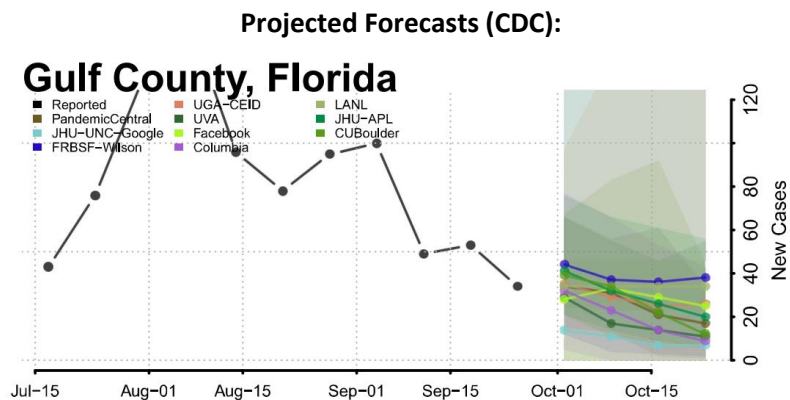 Projected Forecasts (CDC):
Gulf County, Florida
Reported
PandemicCentral
JHU−UNC−Google
FRBSF−Wilson
UGA−CEID
UVA
Facebook
Columbia
LANL
JHU−APL
CUBoulder
120
80
60
40
20
0
New Cases
Jul−15
Aug−01
Aug−15
Sep−01
Sep−15
Oct−01
Oct−15